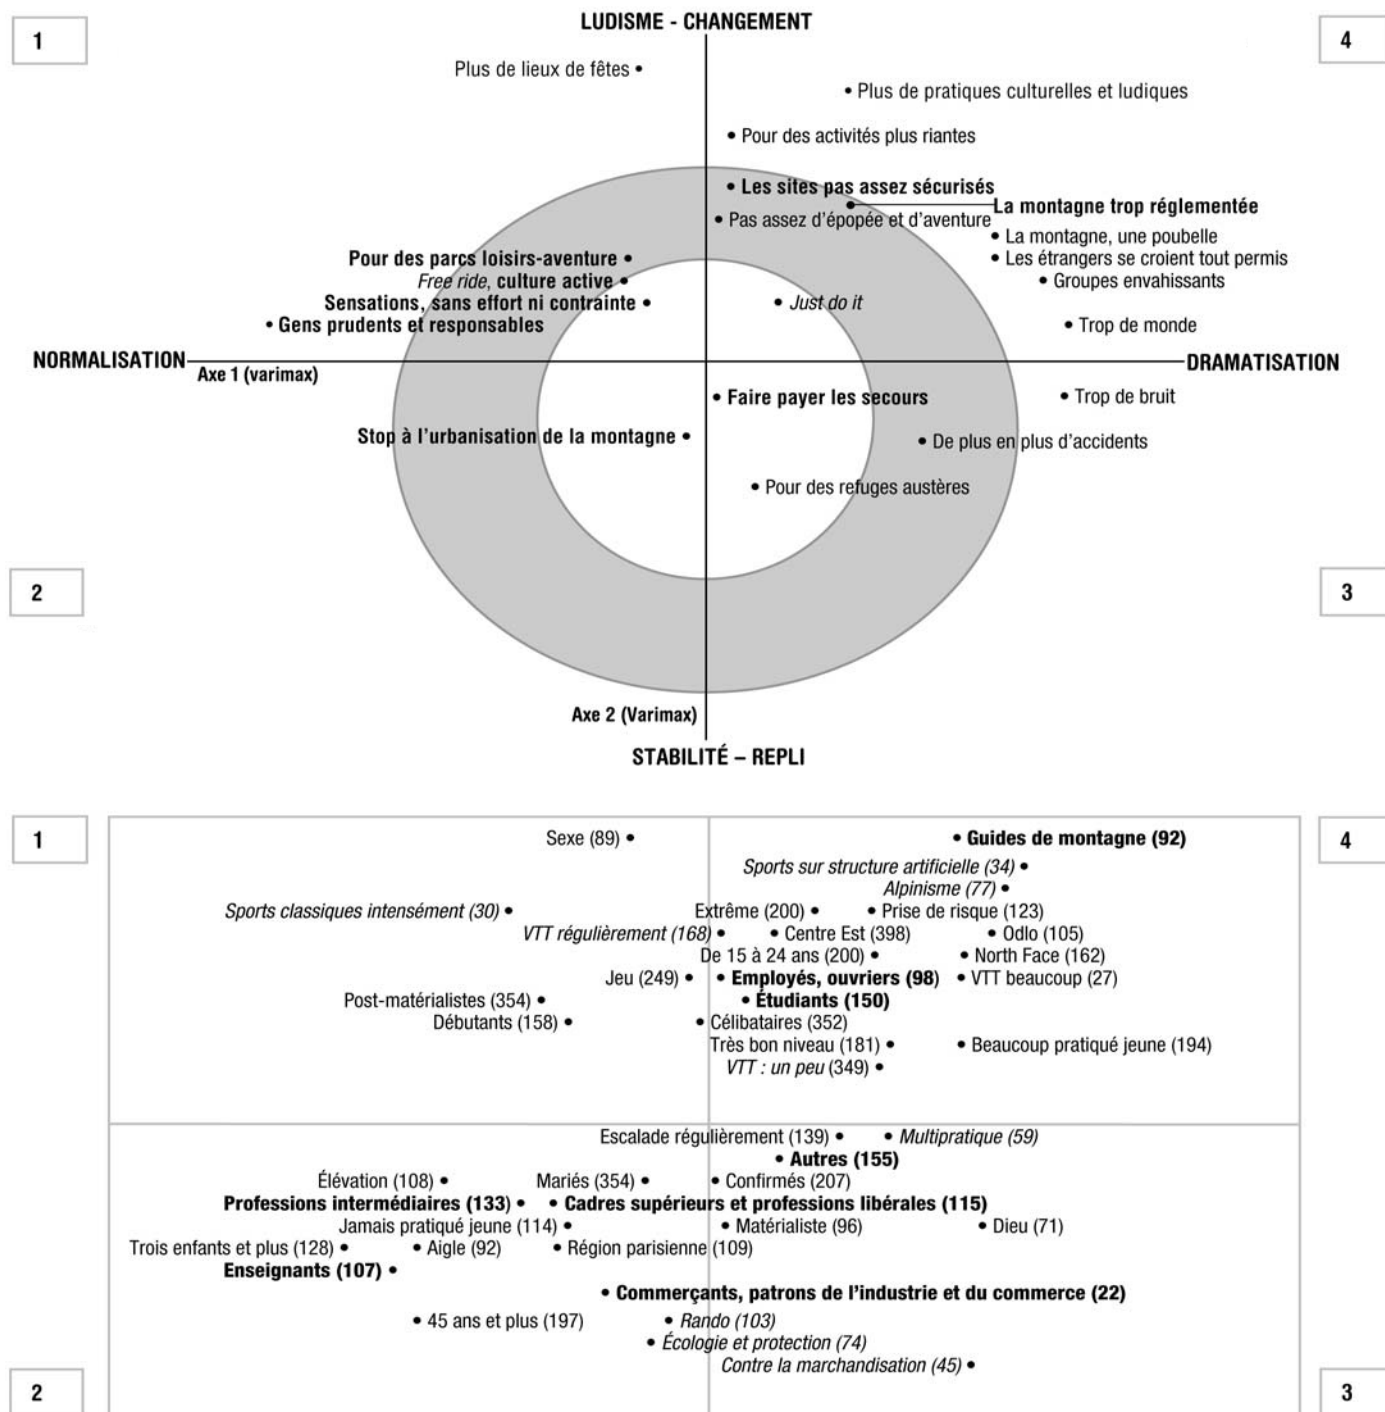 LUDISME - CHANGEMENT
1
4
Plus de lieux de fêtes
Plus de pratiques culturelles et ludiques
Pour des activités plus riantes
Les sites pas assez sécurisés
La montagne trop réglementée
Pas assez d'épopée et d'aventure
La montagne, une poubelle
Pour des parcs loisirs-aventure
Les étrangers se croient tout permis
Free ride, culture active
Groupes envahissants
Sensations, sans effort ni contrainte
Just do it
Gens prudents et responsables
Trop de monde
NORMALISATION
DRAMATISATION
Axe 1 (varimax)
Faire payer les secours
Trop de bruit
Stop à l'urbanisation de la montagne
De plus en plus d'accidents
Pour des refuges austères
2
3
Axe 2 (Varimax)
STABILITÉ – REPLI
1
4
Sexe (89)
Guides de montagne (92)
Sports sur structure artificielle (34)
Alpinisme (77)
Sports classiques intensément (30)
Extrême (200)
Prise de risque (123)
VTT régulièrement (168)
Centre Est (398)
Odlo (105)
De 15 à 24 ans (200)
North Face (162)
Jeu (249)
Employés, ouvriers (98)
VTT beaucoup (27)
Post-matérialistes (354)
Étudiants (150)
Débutants (158)
Célibataires (352)
Très bon niveau (181)
Beaucoup pratiqué jeune (194)
VTT : un peu (349)
Escalade régulièrement (139)
Multipratique (59)
Autres (155)
Élévation (108)
Mariés (354)
Confirmés (207)
Professions intermédiaires (133)
Cadres supérieurs et professions libérales (115)
Jamais pratiqué jeune (114)
Matérialiste (96)
Dieu (71)
Trois enfants et plus (128)
Aigle (92)
Région parisienne (109)
Enseignants (107)
Commerçants, patrons de l'industrie et du commerce (22)
45 ans et plus (197)
Rando (103)
Écologie et protection (74)
Contre la marchandisation (45)
2
3